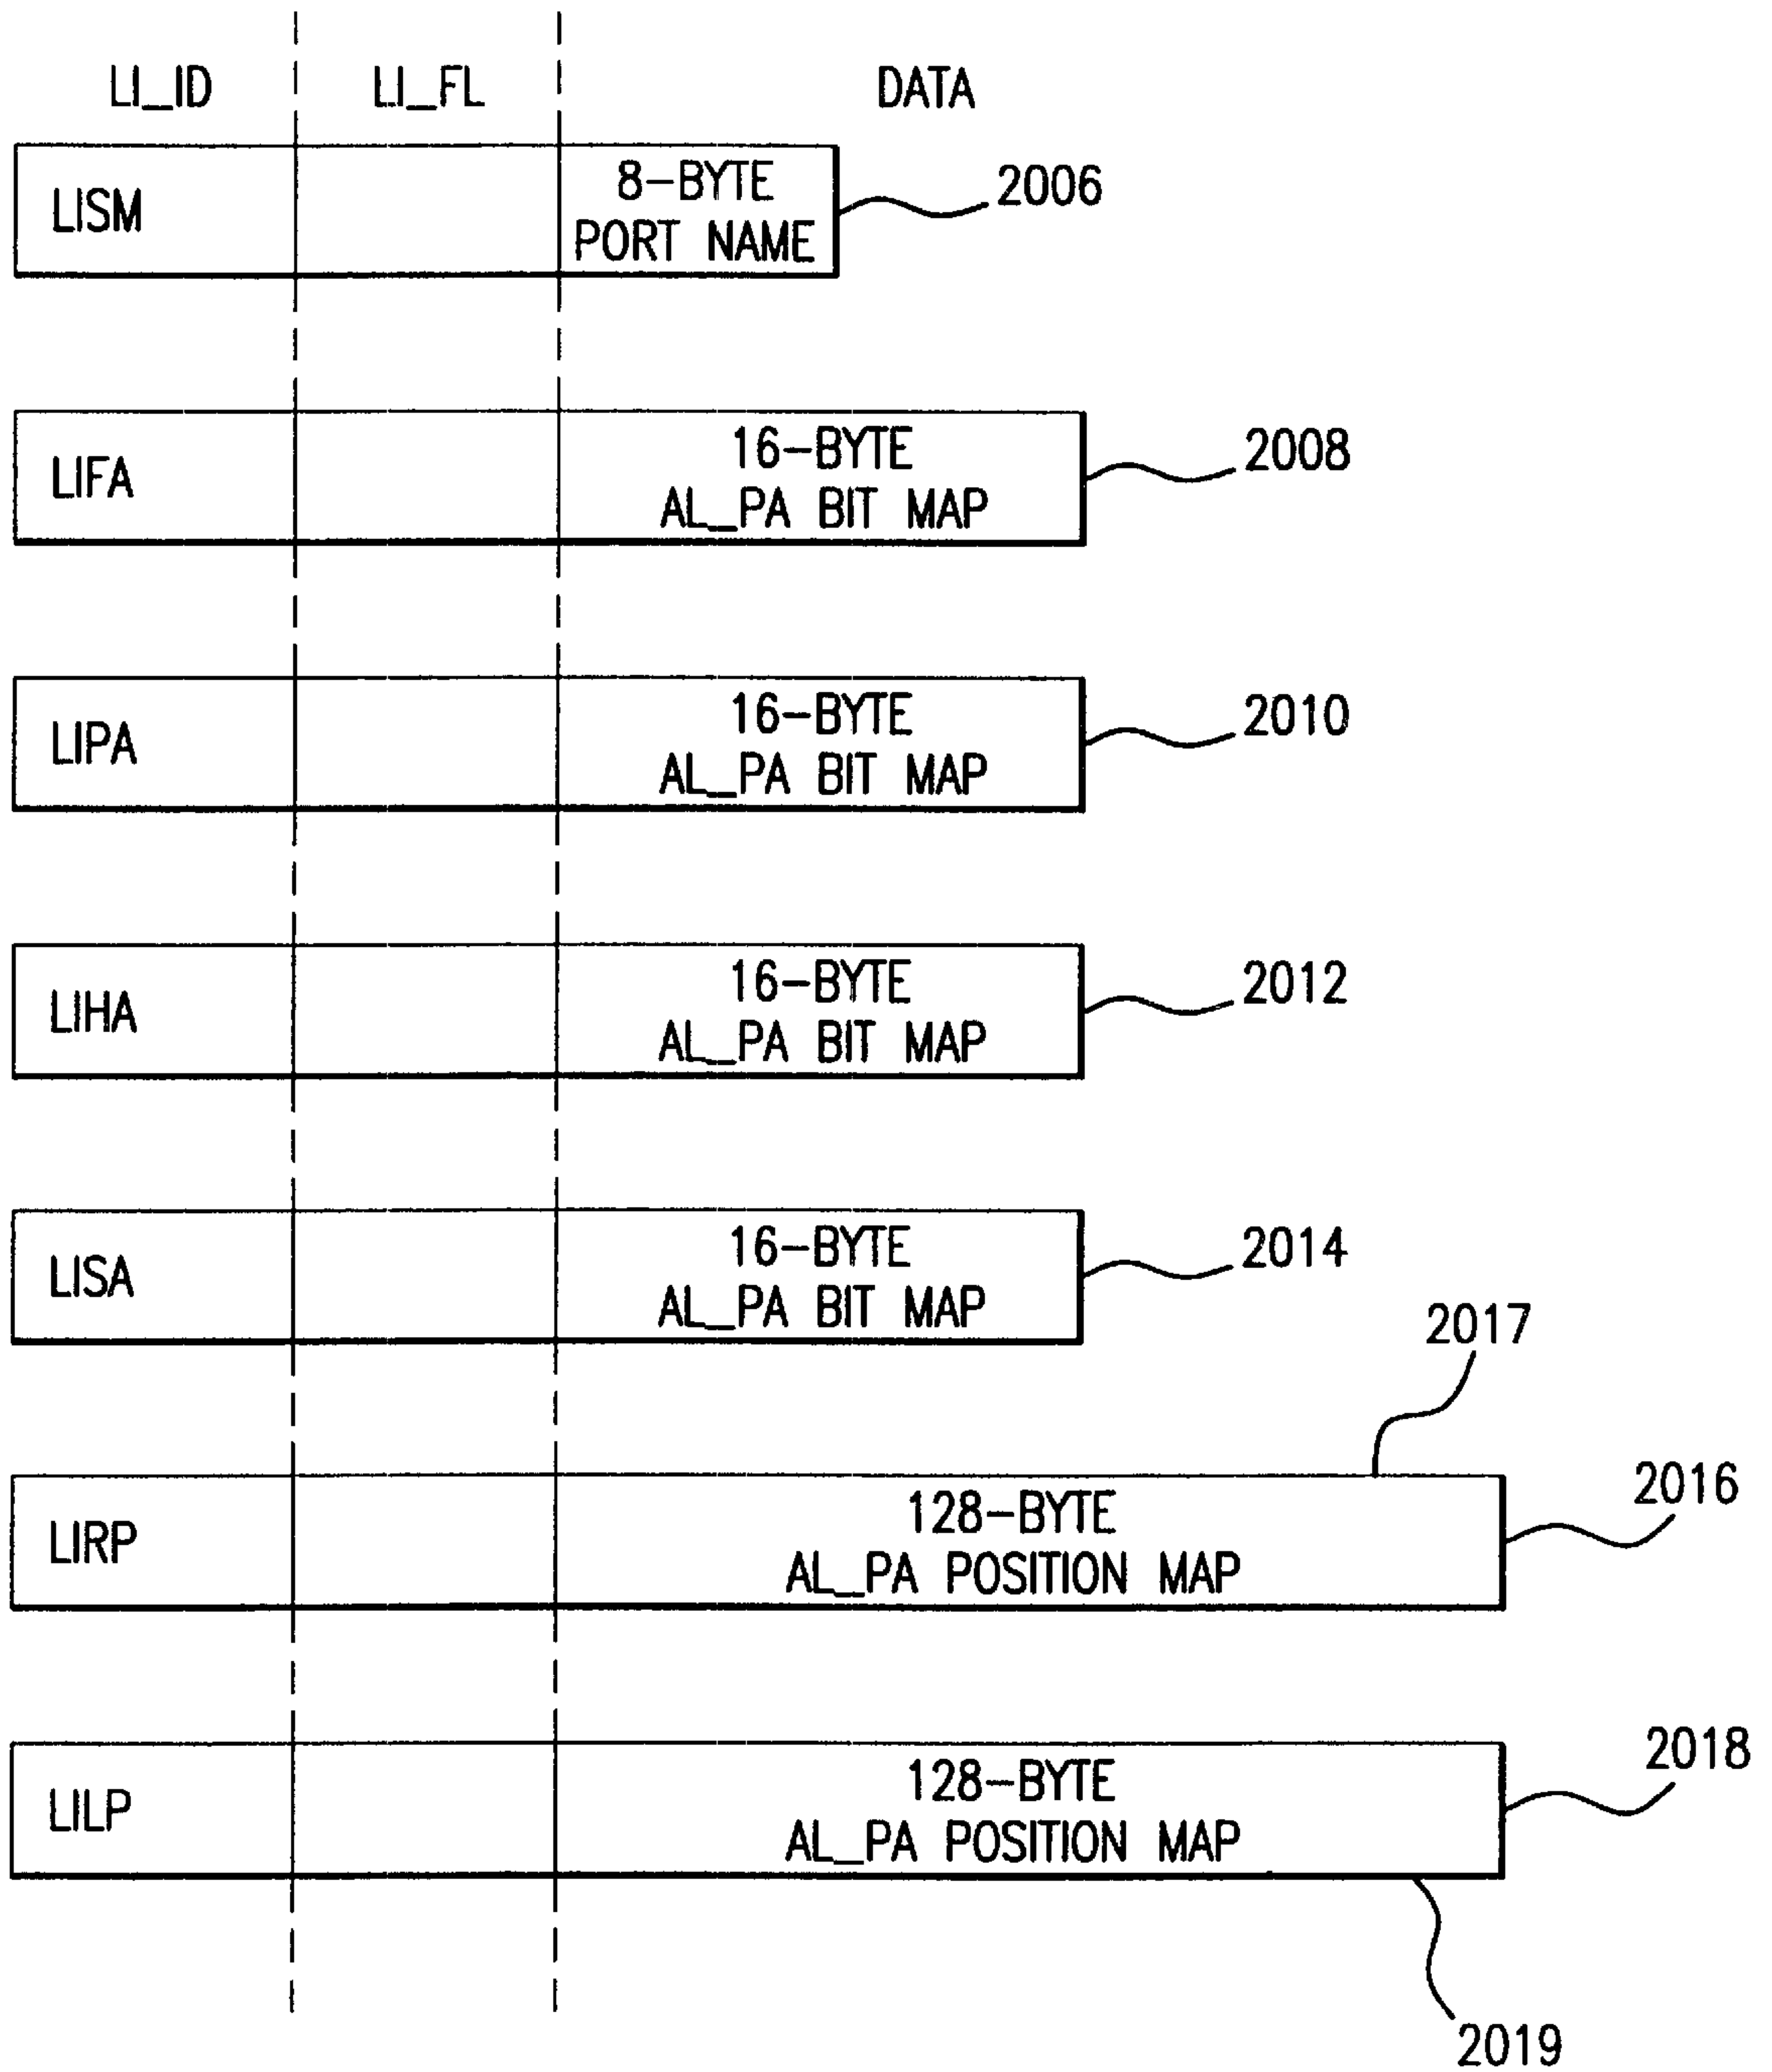 LI_ID LI_FL DATA
LISM
8-BYTE
PORT NAME
2006
LIFA
16-BYTE
AL_PA BIT MAP
2008
LIPA
16-BYTE
AL_PA BIT MAP
2010
LIHA
16-BYTE
AL_PA BIT MAP
2012
LISA
16-BYTE
AL_PA BIT MAP
2014
2017
LIRP
128-BYTE
AL_PA POSITION MAP
2016
LILP
128-BYTE
AL_PA POSITION MAP
2018
2019